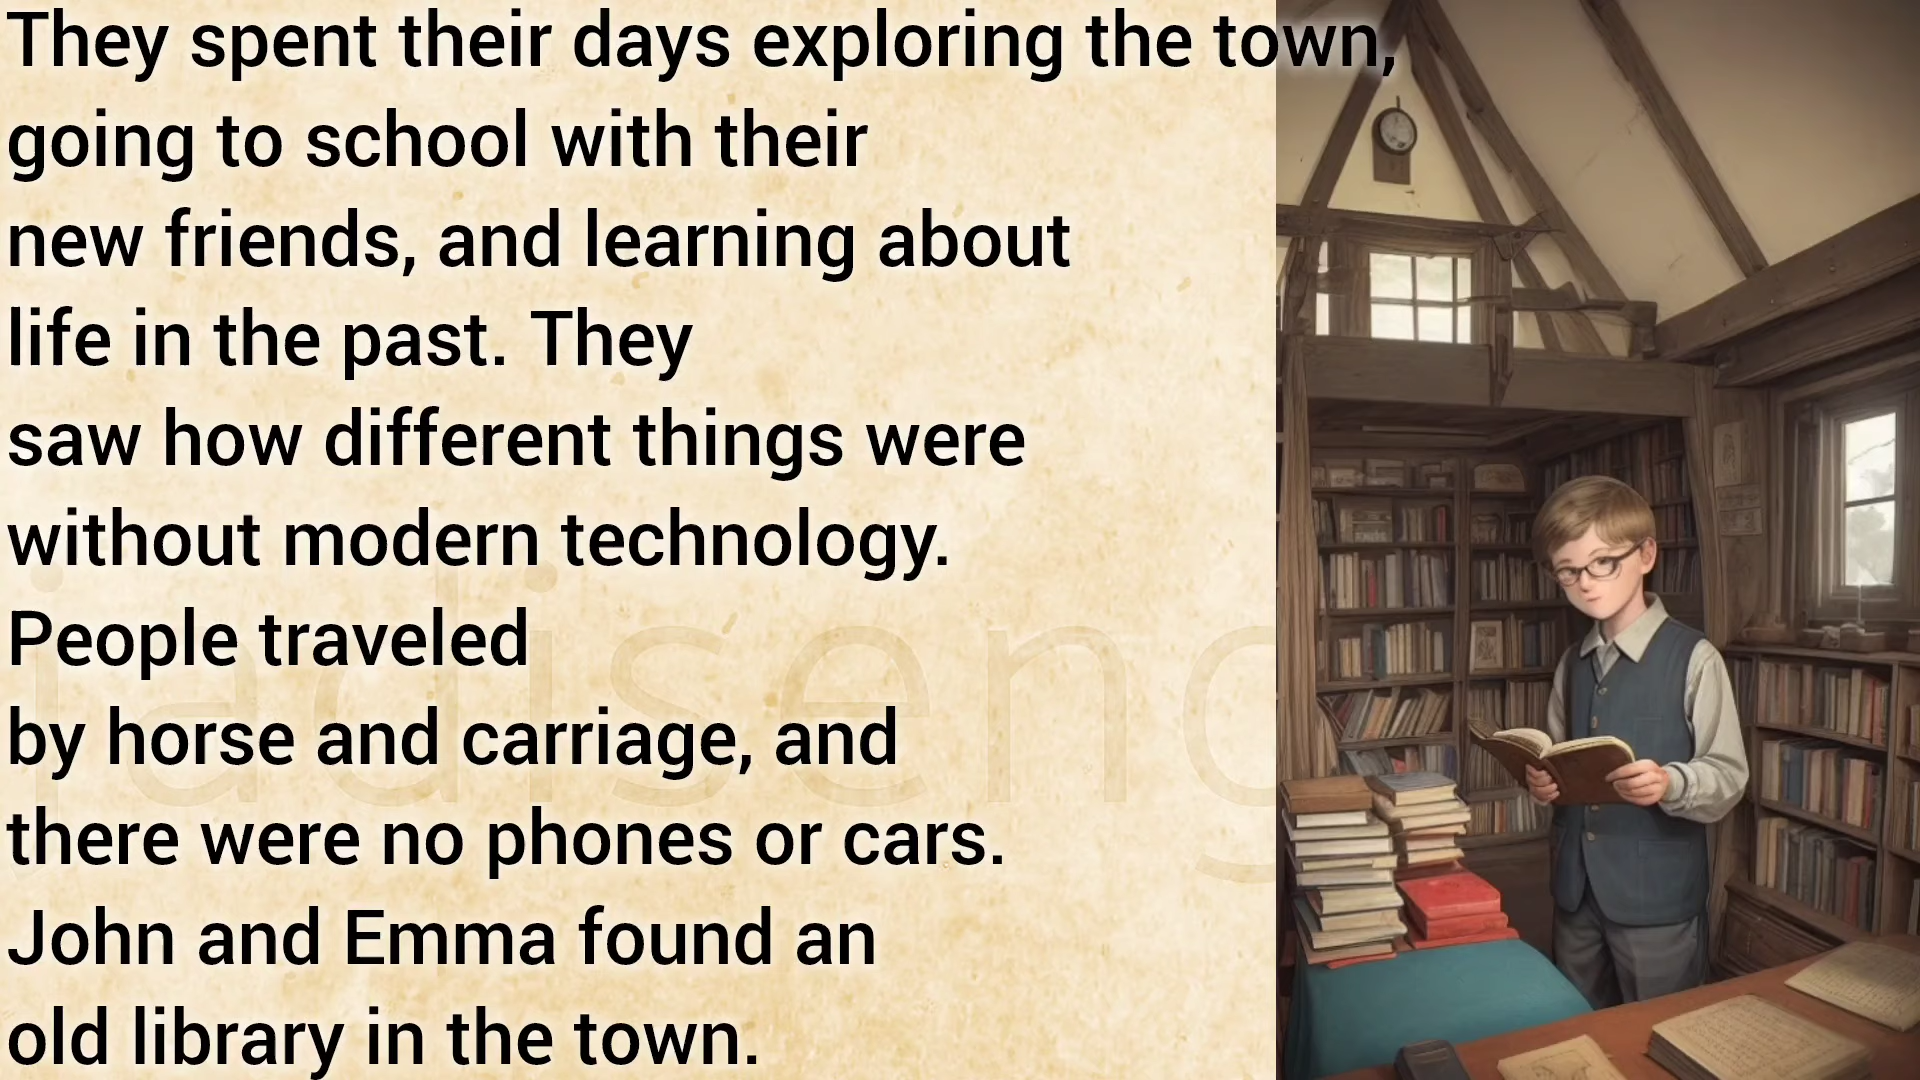 They spent their days exploring the town,
going to school with their
new friends, and learning about
life in the past. They
saw how different things were
without modern technology.
People traveled
by horse and carriage, and
there were no phones or cars.
John and Emma found an
old library in the town.
jadiseng